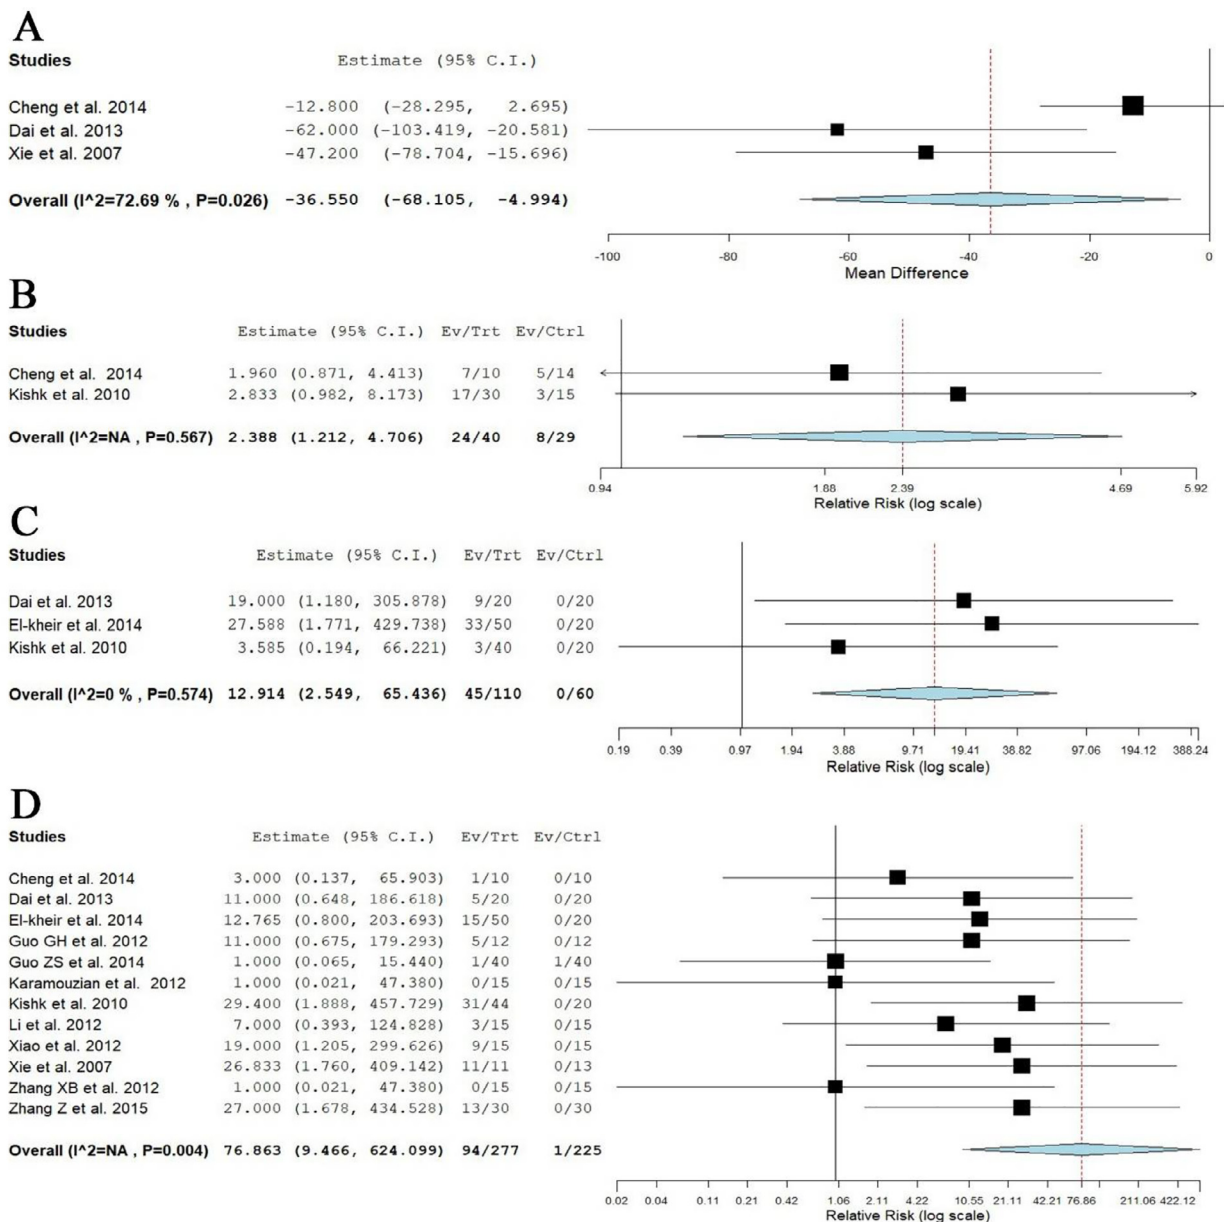 A
Studies Estimate (95% C.I.)
Cheng et al. 2014 -12.800 (-28.295, 2.695)
Dai et al. 2013 -62.000 (-103.419, -20.581)
Xie et al. 2007 -47.200 (-78.704, -15.696)
Overall (I^2=72.69 % , P=0.026) -36.550 (-68.105, -4.994)
-100 -80 -60 -40 -20 0
Mean Difference
B
Studies Estimate (95% C.I.) Ev/Trt Ev/Ctrl
Cheng et al. 2014 1.960 (0.871, 4.413) 7/10 5/14
Kishk et al. 2010 2.833 (0.982, 8.173) 17/30 3/15
Overall (I^2=NA , P=0.567) 2.388 (1.212, 4.706) 24/40 8/29
0.94 1.88 2.39 4.69 5.92
Relative Risk (log scale)
C
Studies Estimate (95% C.I.) Ev/Trt Ev/Ctrl
Dai et al. 2013 19.000 (1.180, 305.878) 9/20 0/20
El-kheir et al. 2014 27.588 (1.771, 429.738) 33/50 0/20
Kishk et al. 2010 3.585 (0.194, 66.221) 3/40 0/20
Overall (I^2=0 % , P=0.574) 12.914 (2.549, 65.436) 45/110 0/60
0.19 0.39 0.97 1.94 3.88 9.71 19.41 38.82 97.06 194.12 388.24
Relative Risk (log scale)
D
Studies Estimate (95% C.I.) Ev/Trt Ev/Ctrl
Cheng et al. 2014 3.000 (0.137, 65.903) 1/10 0/10
Dai et al. 2013 11.000 (0.648, 186.618) 5/20 0/20
El-kheir et al. 2014 12.765 (0.800, 203.693) 15/50 0/20
Guo GH et al. 2012 11.000 (0.675, 179.293) 5/12 0/12
Guo ZS et al. 2014 1.000 (0.065, 15.440) 1/40 1/40
Karamouzian et al. 2012 1.000 (0.021, 47.380) 0/15 0/15
Kishk et al. 2010 29.400 (1.888, 457.729) 31/44 0/20
Li et al. 2012 7.000 (0.393, 124.828) 3/15 0/15
Xiao et al. 2012 19.000 (1.205, 299.626) 9/15 0/15
Xie et al. 2007 26.833 (1.760, 409.142) 11/11 0/13
Zhang XB et al. 2012 1.000 (0.021, 47.380) 0/15 0/15
Zhang Z et al. 2015 27.000 (1.678, 434.528) 13/30 0/30
Overall (I^2=NA , P=0.004) 76.863 (9.466, 624.099) 94/277 1/225
0.02 0.04 0.11 0.21 0.42 1.06 2.11 4.22 10.55 21.11 42.21 76.86 211.06 422.12
Relative Risk (log scale)